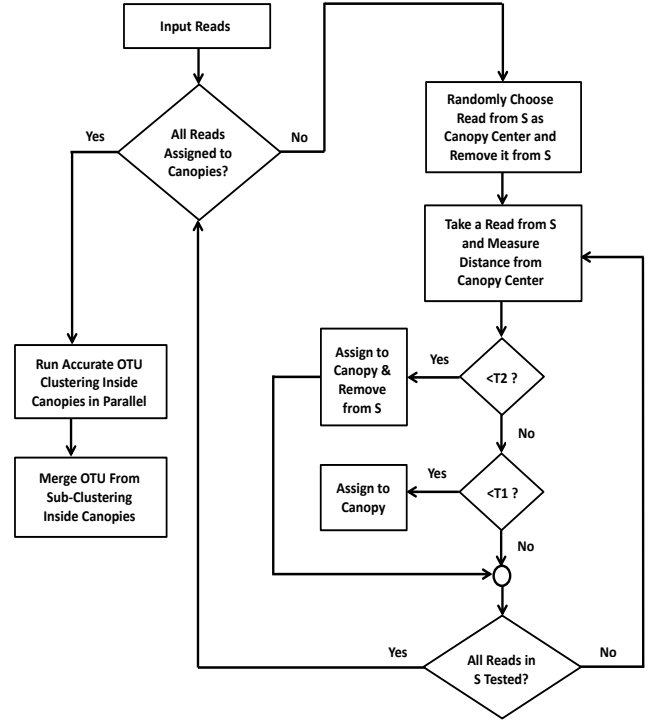 Input Reads
All Reads
Assigned to
Canopies?
Yes
No
Randomly Choose
Read from S as
Canopy Center and
Remove it from S
Take a Read from S
and Measure
Distance from
Canopy Center
Run Accurate OTU
Clustering Inside
Canopies in Parallel
Merge OTU From
Sub-Clustering
Inside Canopies
<T2 ?
Yes
Assign to
Canopy &
Remove
from S
No
<T1 ?
Yes
Assign to
Canopy
No
All Reads in
S Tested?
Yes
No